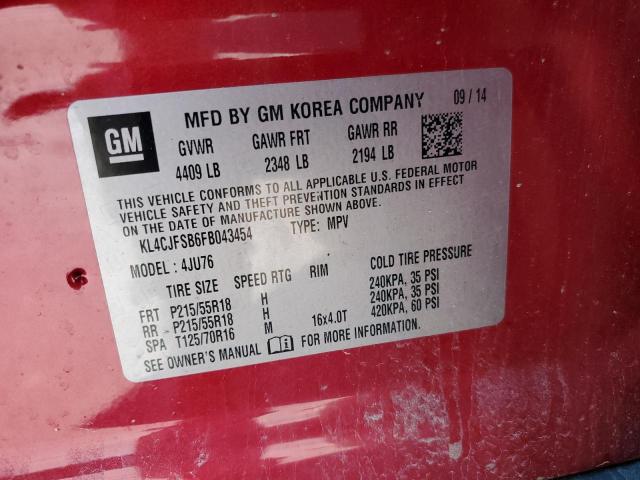 GM
MFD BY GM KOREA COMPANY 09 / 14
GVWR GAWR FRT GAWR RR
4409 LB 2348 LB 2194 LB
THIS VEHICLE CONFORMS TO ALL APPLICABLE U.S. FEDERAL MOTOR
VEHICLE SAFETY AND THEFT PREVENTION STANDARDS IN EFFECT
ON THE DATE OF MANUFACTURE SHOWN ABOVE.
KL4CJFSB6FB043454 TYPE: MPV
MODEL: 4JU76
TIRE SIZE SPEED RTG RIM COLD TIRE PRESSURE
FRT P215/55R18 H 240KPA, 35 PSI
RR - P215/55R18 H 240KPA, 35 PSI
SPA T125/70R16 M 16x4.0T 420KPA, 60 PSI
SEE OWNER'S MANUAL FOR MORE INFORMATION.